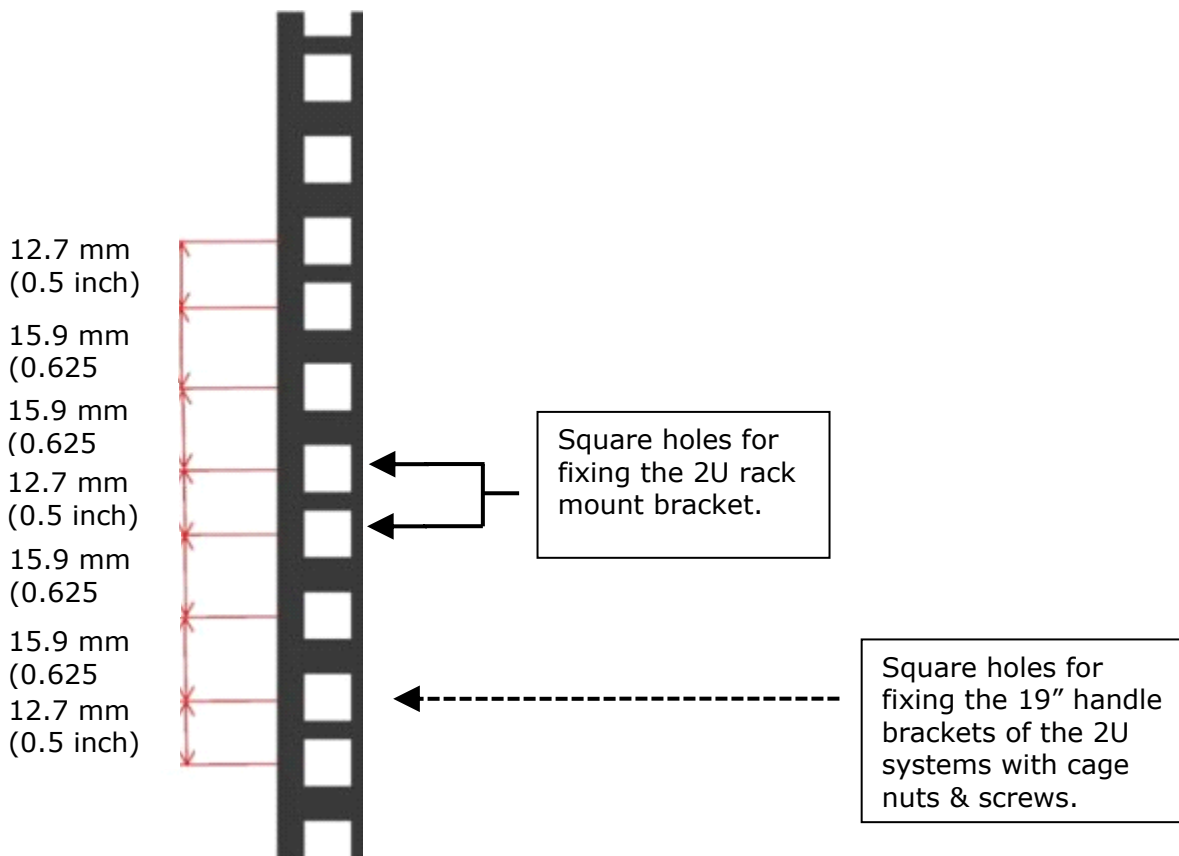 12.7 mm
(0.5 inch)
15.9 mm
(0.625
15.9 mm
(0.625
12.7 mm
(0.5 inch)
15.9 mm
(0.625
15.9 mm
(0.625
12.7 mm
(0.5 inch)
Square holes for
fixing the 2U rack
mount bracket.
Square holes for
fixing the 19” handle
brackets of the 2U
systems with cage
nuts & screws.